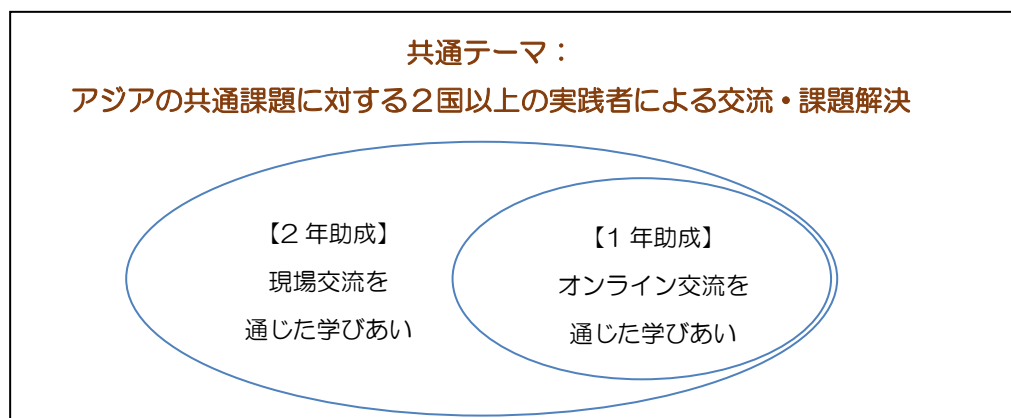 共通テーマ：
アジアの共通課題に対する２国以上の実践者による交流・課題解決
【2 年助成】
現場交流を
通じた学びあい
【1 年助成】
オンライン交流を
通じた学びあい